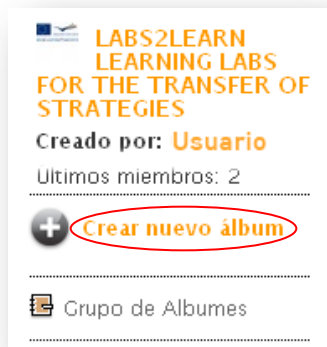 LABS2LEARN
LEARNING LABS
FOR THE TRANSFER OF
STRATEGIES
Creado por: Usuario
Últimos miembros: 2
Crear nuevo álbum
Grupo de Albumes